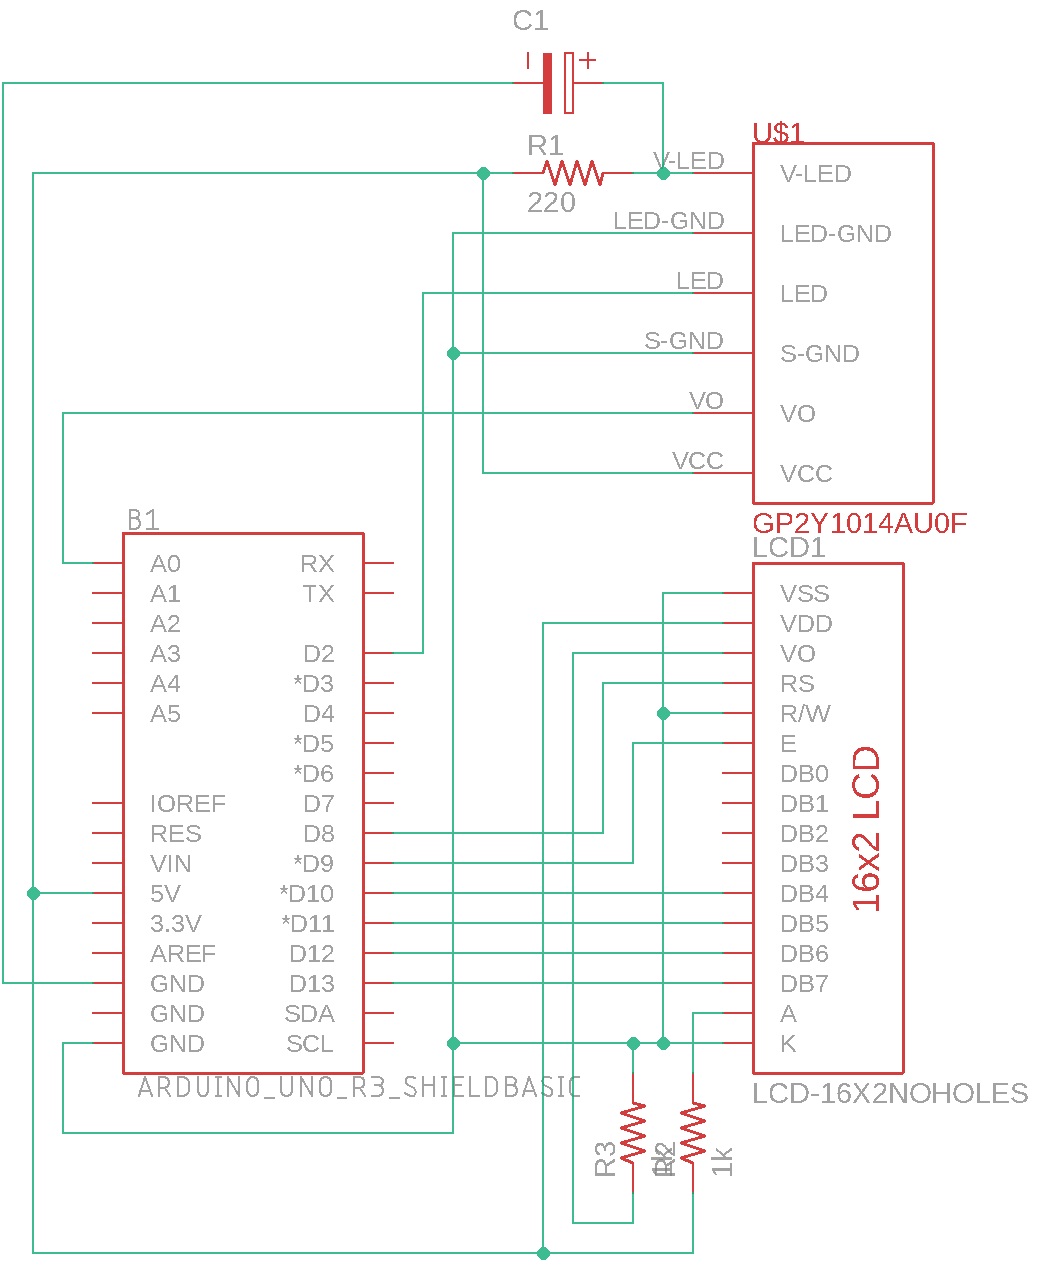 C1
R1
220
U$1
V-LED
V-LED
LED-GND
LED-GND
LED
LED
S-GND
S-GND
VO
VO
VCC
VCC
GP2Y1014AU0F
B1
A0
A1
A2
A3
A4
A5
IOREF
RES
VIN
5V
3.3V
AREF
GND
GND
GND
RX
TX
D2
*D3
D4
*D5
*D6
D7
D8
*D9
*D10
*D11
D12
D13
SDA
SCL
ARDUINO_UNO_R3_SHIELDBASIC
LCD1
VSS
VDD
VO
RS
R/W
E
DB0
DB1
DB2
DB3
DB4
DB5
DB6
DB7
A
K
16x2 LCD
LCD-16X2NOHOLES
R3
1k
R2
1k